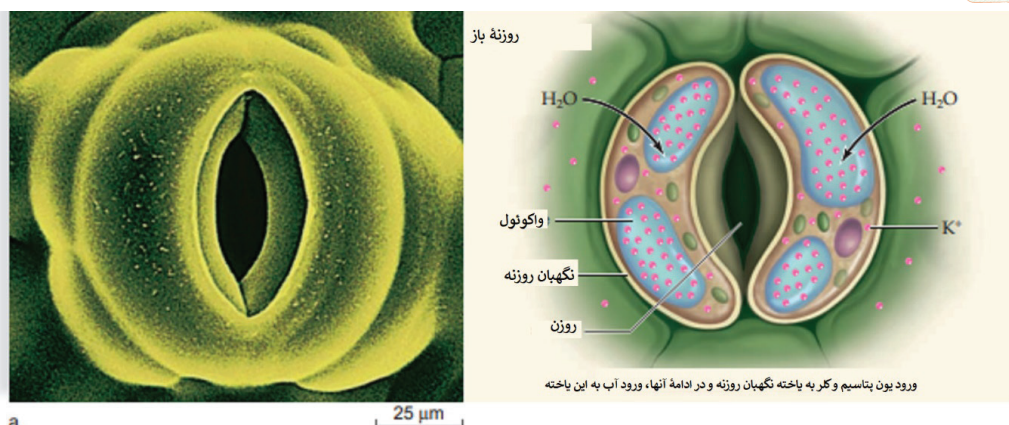 روزنهٔ باز
H₂O
H₂O
واکوئول
K⁺
نگهبان روزنه
روزن
ورود یون پتاسیم و کلر به یاخته نگهبان روزنه و در ادامهٔ آنها، ورود آب به این یاخته
25 µm
a